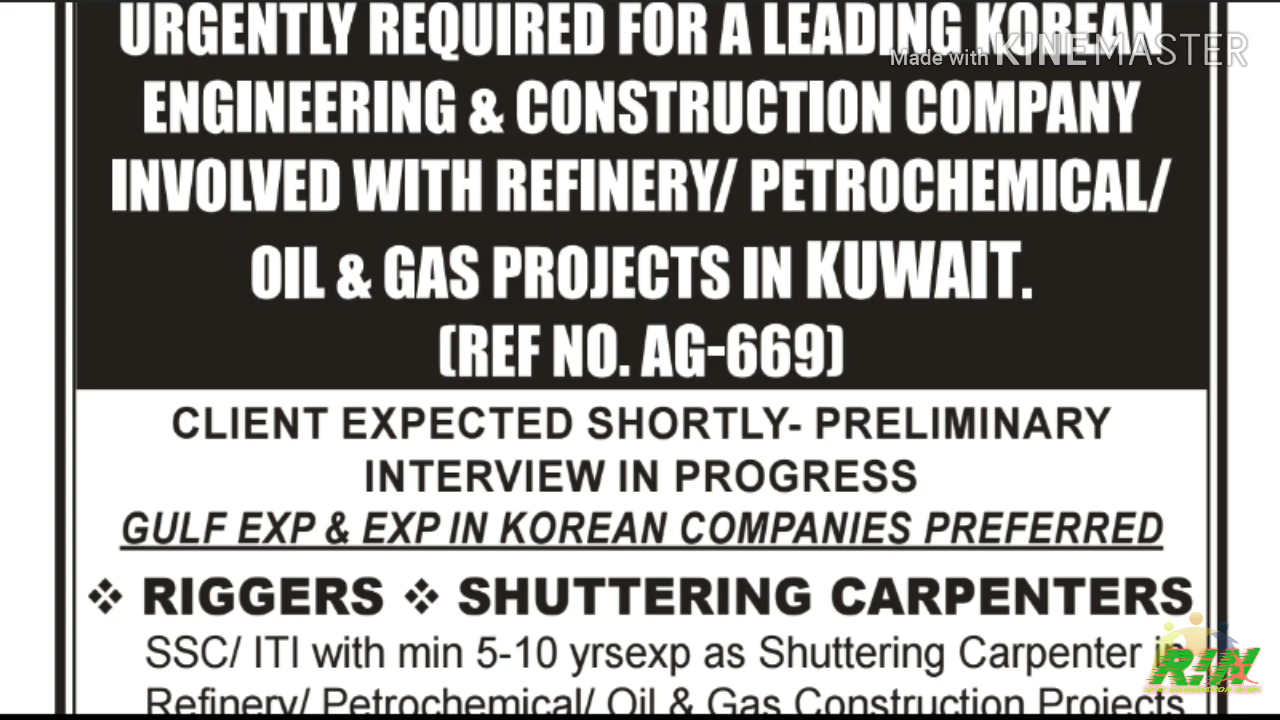 URGENTLY REQUIRED FOR A LEADING KOREAN
Made with KINEMASTER
ENGINEERING & CONSTRUCTION COMPANY
INVOLVED WITH REFINERY/ PETROCHEMICAL/
OIL & GAS PROJECTS IN KUWAIT.
(REF NO. AG-669)
CLIENT EXPECTED SHORTLY- PRELIMINARY
INTERVIEW IN PROGRESS
GULF EXP & EXP IN KOREAN COMPANIES PREFERRED
❖ RIGGERS ❖ SHUTTERING CARPENTERS
SSC/ ITI with min 5-10 yrsexp as Shuttering Carpenter in
Refinery/ Petrochemical/ Oil & Gas Construction Projects
RJN